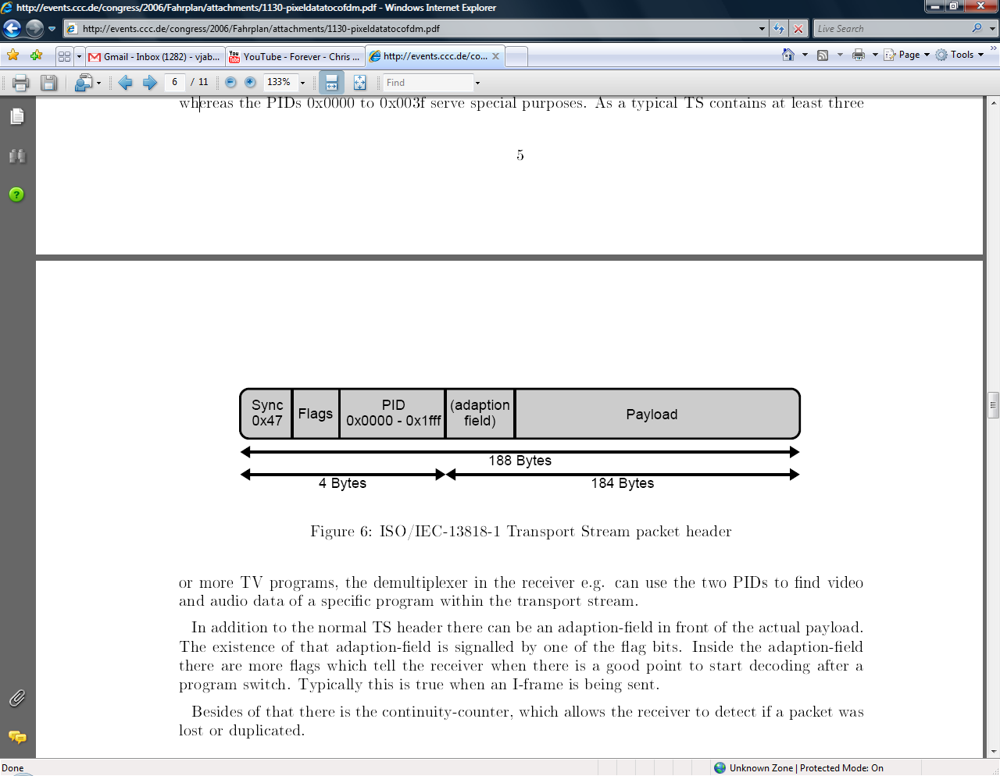 http://events.ccc.de/congress/2006/Fahrplan/attachments/1130-pixeldatatocofdm.pdf - Windows Internet Explorer
http://events.ccc.de/congress/2006/Fahrplan/attachments/1130-pixeldatatocofdm.pdf
Live Search
Gmail - Inbox (1282) - vjab...
You Tube
YouTube - Forever - Chris ...
http://events.ccc.de/co...
Page
Tools
6 / 11
133%
Find
whereas the PIDs 0x0000 to 0x003f serve special purposes. As a typical TS contains at least three
5
Sync 0x47
Flags
PID 0x0000 - 0x1fff
(adaption field)
Payload
188 Bytes
4 Bytes
184 Bytes
Figure 6: ISO/IEC-13818-1 Transport Stream packet header
or more TV programs, the demultiplexer in the receiver e.g. can use the two PIDs to find video
and audio data of a specific program within the transport stream.
In addition to the normal TS header there can be an adaption-field in front of the actual payload.
The existence of that adaption-field is signalled by one of the flag bits. Inside the adaption-field
there are more flags which tell the receiver when there is a good point to start decoding after a
program switch. Typically this is true when an I-frame is being sent.
Besides of that there is the continuity-counter, which allows the receiver to detect if a packet was
lost or duplicated.
Done
Unknown Zone | Protected Mode: On